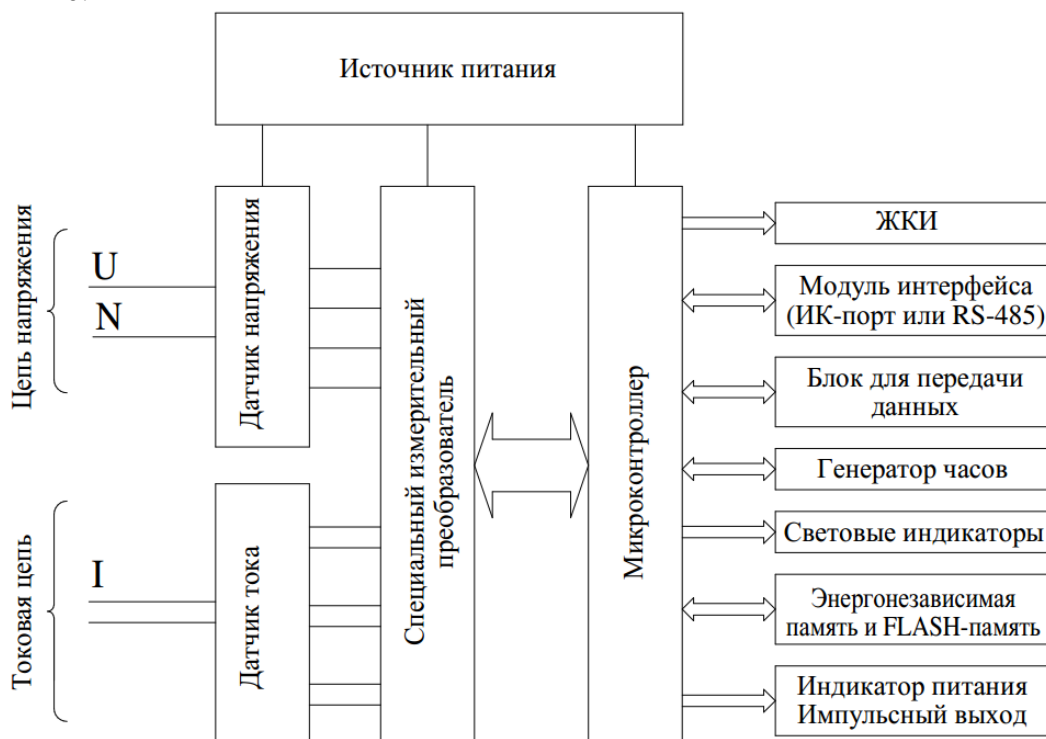 Источник питания
Цепь напряжения
U
N
Датчик напряжения
Токовая цепь
I
Датчик тока
Специальный измерительный
преобразователь
Микроконтроллер
ЖКИ
Модуль интерфейса
(ИК-порт или RS-485)
Блок для передачи
данных
Генератор часов
Световые индикаторы
Энергонезависимая
память и FLASH-память
Индикатор питания
Импульсный выход